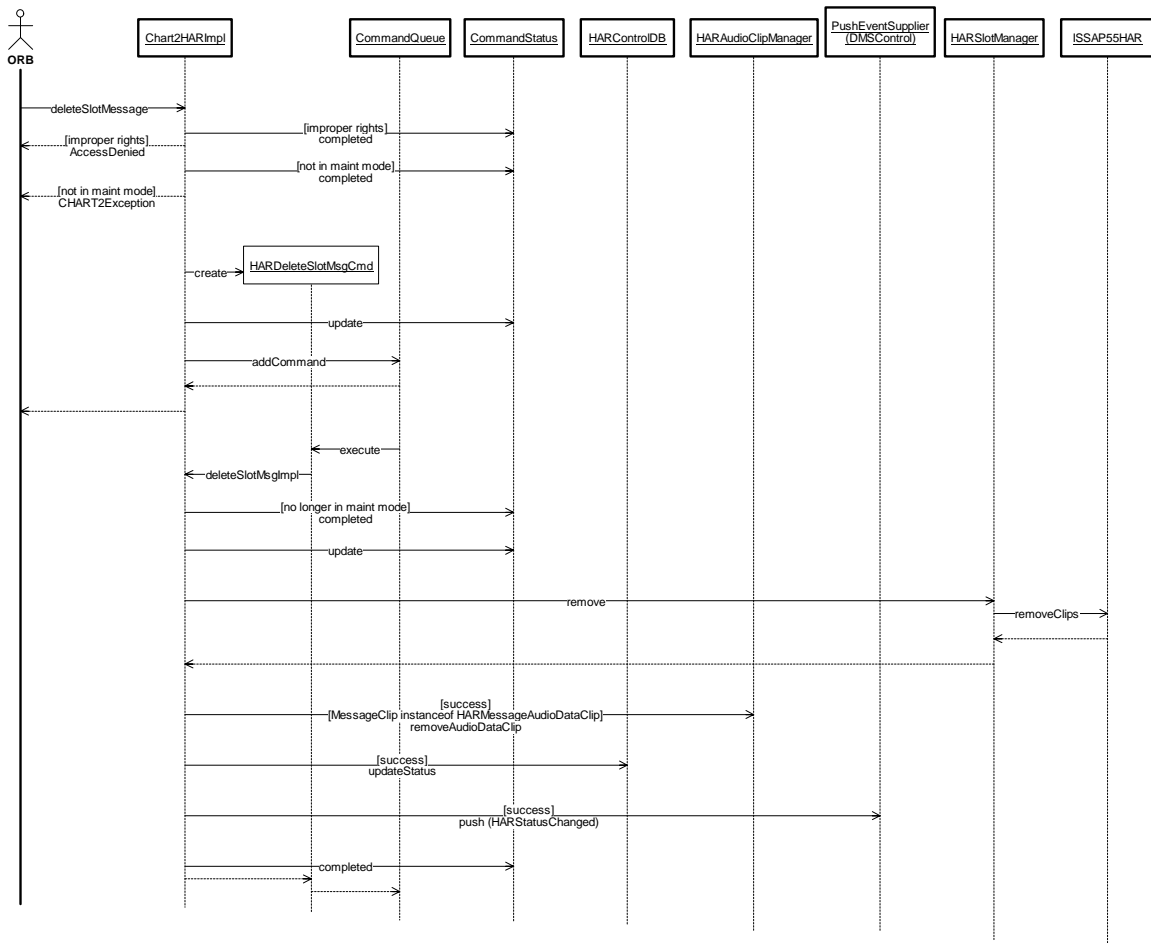 ORB
Chart2HARImpl
CommandQueue
CommandStatus
HARControlDB
HARAudioClipManager
PushEventSupplier
(DMSControl)
HARSlotManager
ISSAP55HAR
deleteSlotMessage
[improper rights]
completed
[improper rights]
AccessDenied
[not in maint mode]
completed
[not in maint mode]
CHART2Exception
HARDeleteSlotMsgCmd
create
update
addCommand
execute
deleteSlotMsgImpl
[no longer in maint mode]
completed
update
remove
removeClips
[success]
[MessageClip instanceof HARMessageAudioDataClip]
removeAudioDataClip
[success]
updateStatus
[success]
push (HARStatusChanged)
completed